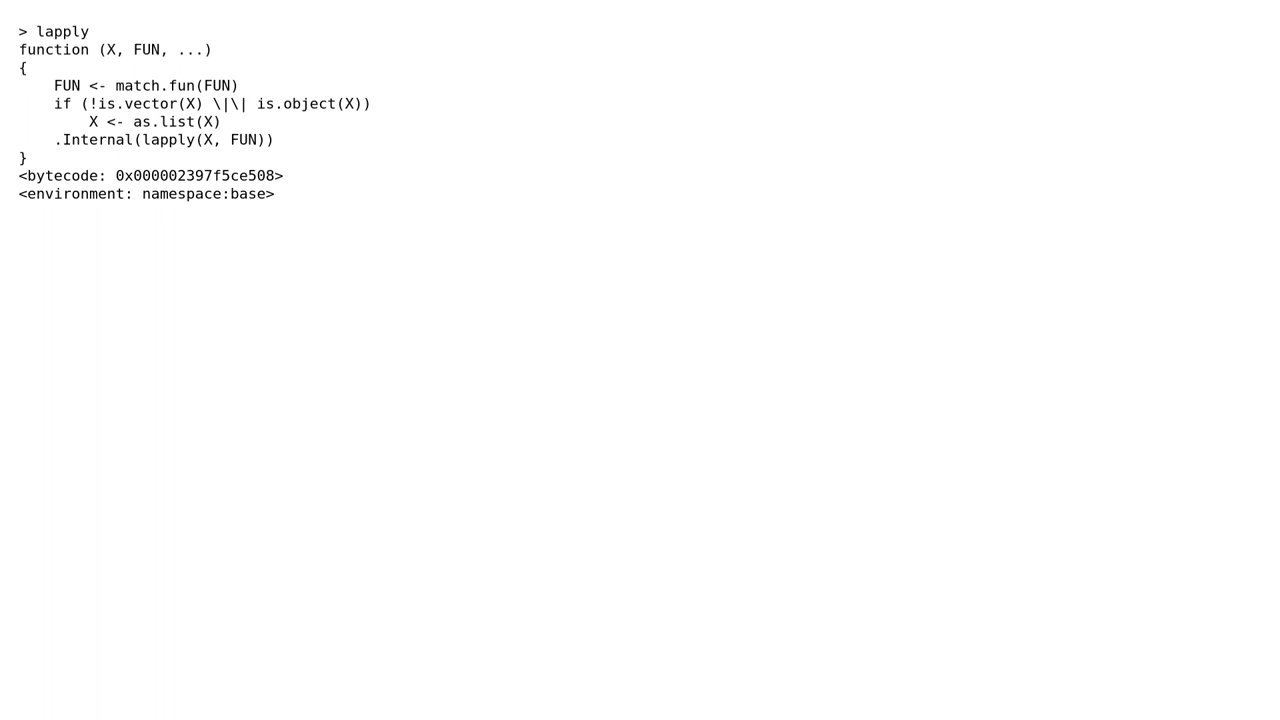 > lapply
function (X, FUN, ...)
{
    FUN <- match.fun(FUN)
    if (!is.vector(X) \|\| is.object(X))
        X <- as.list(X)
    .Internal(lapply(X, FUN))
}
<bytecode: 0x000002397f5ce508>
<environment: namespace:base>